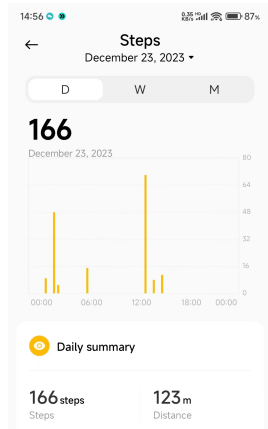 14:56 0.35 KB/s 87%
Steps
December 23, 2023
D W M
166
December 23, 2023
80
64
48
32
16
0
00:00 06:00 12:00 18:00 00:00
Daily summary
166 steps 123 m
Steps Distance